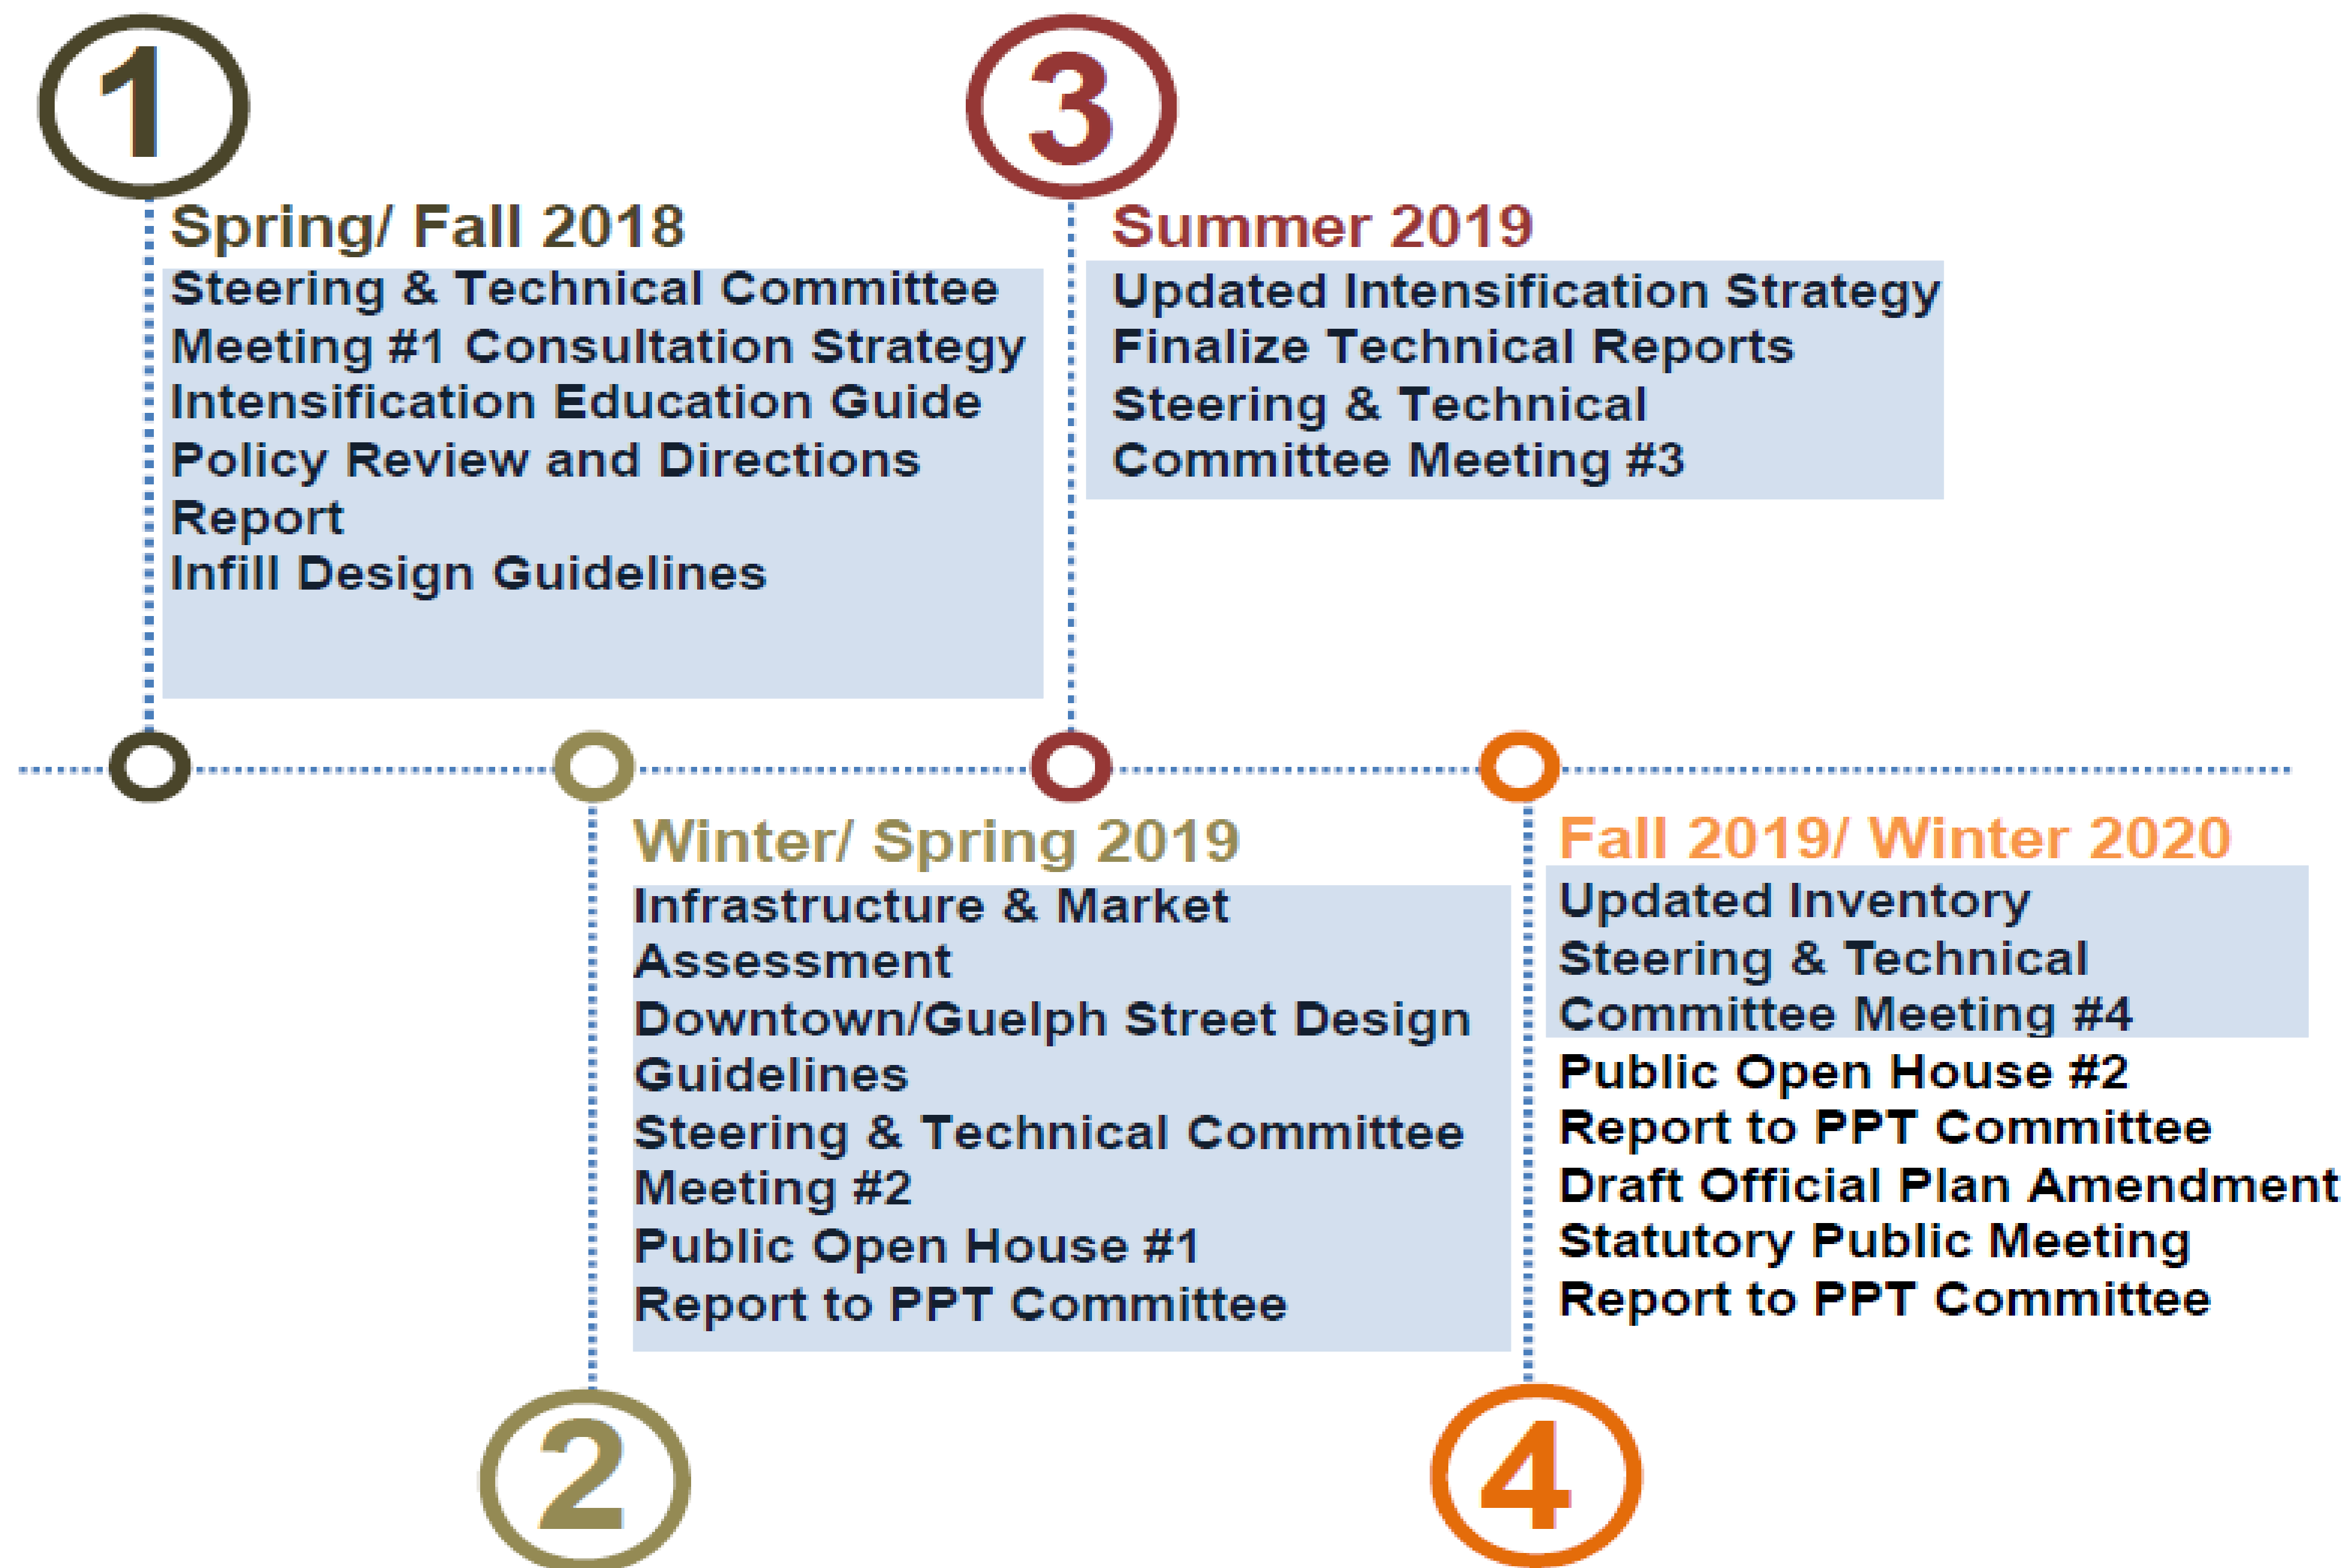 1
Spring/ Fall 2018
Steering & Technical Committee
Meeting #1 Consultation Strategy
Intensification Education Guide
Policy Review and Directions
Report
Infill Design Guidelines
2
Winter/ Spring 2019
Infrastructure & Market
Assessment
Downtown/Guelph Street Design
Guidelines
Steering & Technical Committee
Meeting #2
Public Open House #1
Report to PPT Committee
3
Summer 2019
Updated Intensification Strategy
Finalize Technical Reports
Steering & Technical
Committee Meeting #3
4
Fall 2019/ Winter 2020
Updated Inventory
Steering & Technical
Committee Meeting #4
Public Open House #2
Report to PPT Committee
Draft Official Plan Amendment
Statutory Public Meeting
Report to PPT Committee